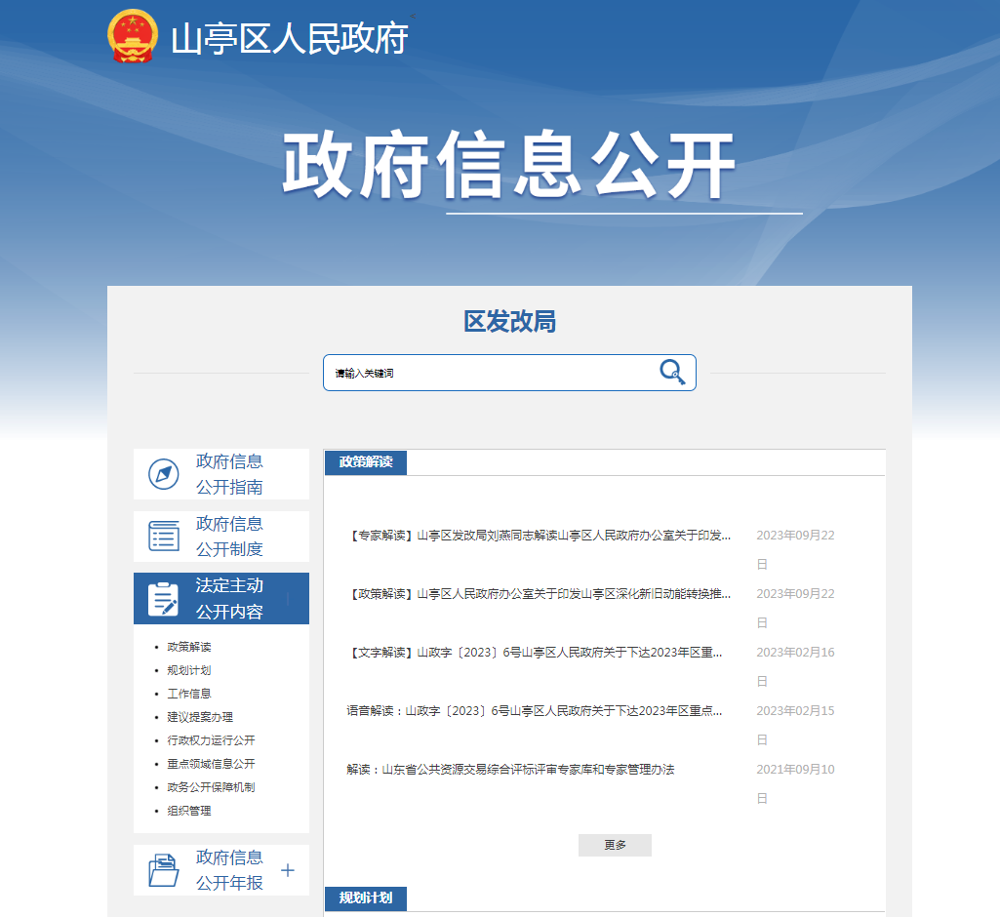 山亭区人民政府
政府信息公开
区发改局
请输入关键词
政府信息
公开指南
政府信息
公开制度
法定主动
公开内容
政策解读
规划计划
工作信息
建议提案办理
行政权力运行公开
重点领域信息公开
政务公开保障机制
组织管理
政府信息
公开年报
政策解读
【专家解读】山亭区发改局刘燕同志解读山亭区人民政府办公室关于印发... 2023年09月22
日
【政策解读】山亭区人民政府办公室关于印发山亭区深化新旧动能转换推... 2023年09月22
日
【文字解读】山政字〔2023〕6号山亭区人民政府关于下达2023年区重... 2023年02月16
日
语音解读：山政字〔2023〕6号山亭区人民政府关于下达2023年区重点... 2023年02月15
日
解读：山东省公共资源交易综合评标评审专家库和专家管理办法 2021年09月10
日
更多
规划计划